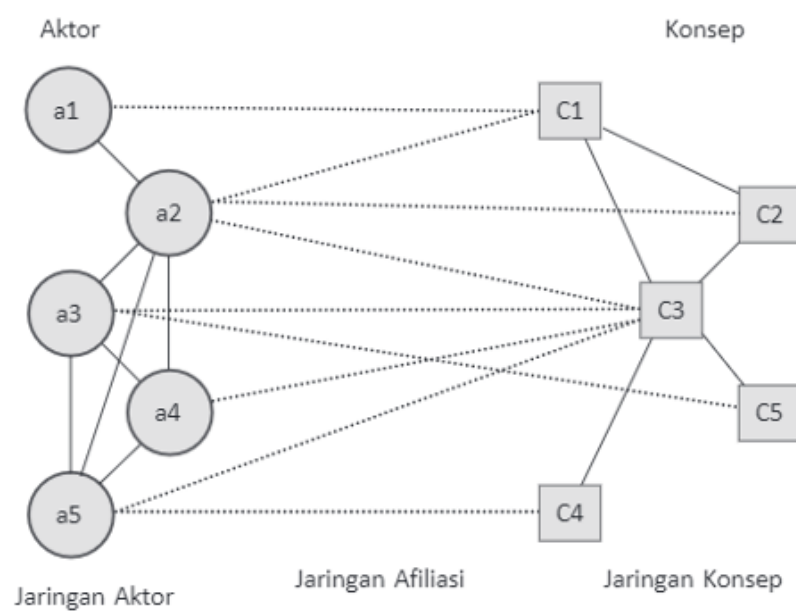 Aktor
Konsep
a1
C1
a2
C2
a3
C3
a4
C5
a5
C4
Jaringan Afiliasi
Jaringan Konsep
Jaringan Aktor